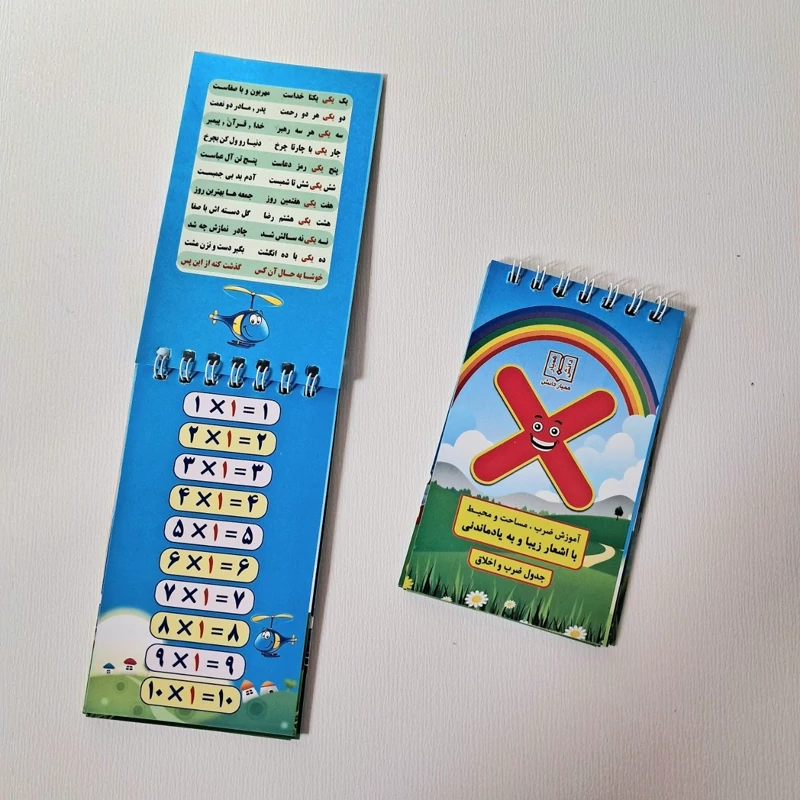 یک یکی یکتا خداست مهربون و با صفاست
دو یکی هر دو رحمت پدر، مادر دو نعمت
سه یکی هر سه رهبر خدا، قرآن، پیمبر
چار یکی با چارتا چرخ دنیا رو ول کن بچرخ
پنج یکی رمز دعاست پنج تن آل عباست
شش یکی شش تا شمیست آدم بد بی جمیست
هفت یکی هفتمین روز جمعه ها بهترین روز
هشت یکی هشتم رضا گل دسته اش با صفا
نه یکی نه سالش شد چادر نمازش چه شد
ده یکی با ده انگشت بگیر دست و نزن مشت
خوشا به حال آن کس گذشت کنه از این پس
۱ × ۱ = ۱
۲ × ۱ = ۲
۳ × ۱ = ۳
۴ × ۱ = ۴
۵ × ۱ = ۵
۶ × ۱ = ۶
۷ × ۱ = ۷
۸ × ۱ = ۸
۹ × ۱ = ۹
۱۰ × ۱ = ۱۰
همیار دانش
آموزش ضرب، مساحت و محیط
با اشعار زیبا و به یادماندنی
جدول ضرب و اخلاق